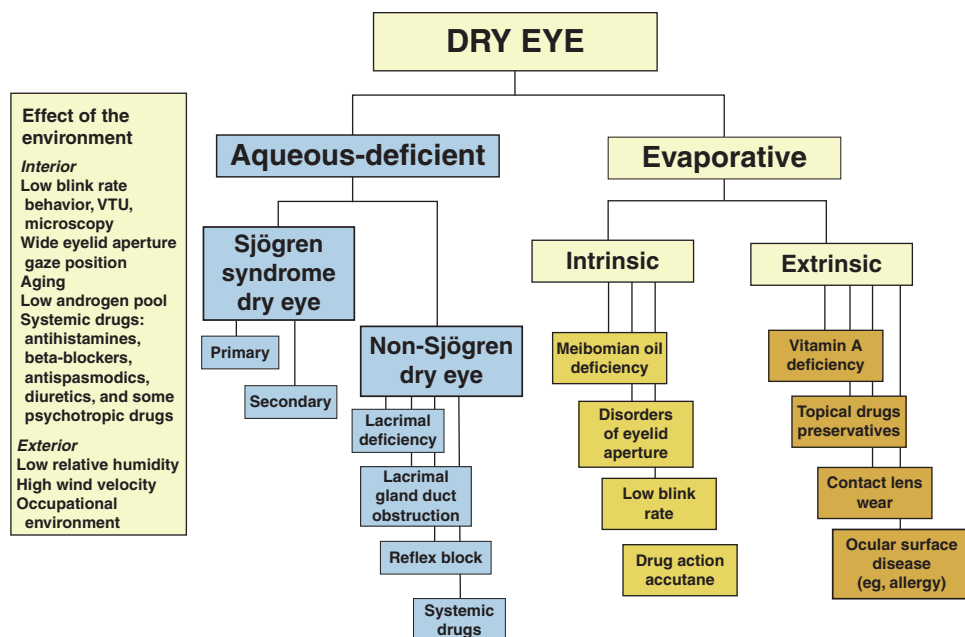 DRY EYE
Effect of the
environment
Interior
Low blink rate
behavior, VTU,
microscopy
Wide eyelid aperture
gaze position
Aging
Low androgen pool
Systemic drugs:
antihistamines,
beta-blockers,
antispasmodics,
diuretics, and some
psychotropic drugs
Exterior
Low relative humidity
High wind velocity
Occupational
environment
Aqueous-deficient
Sjögren
syndrome
dry eye
Primary
Secondary
Non-Sjögren
dry eye
Lacrimal
deficiency
Lacrimal
gland duct
obstruction
Reflex block
Systemic
drugs
Evaporative
Intrinsic
Meibomian oil
deficiency
Disorders
of eyelid
aperture
Low blink
rate
Drug action
accutane
Extrinsic
Vitamin A
deficiency
Topical drugs
preservatives
Contact lens
wear
Ocular surface
disease
(eg, allergy)